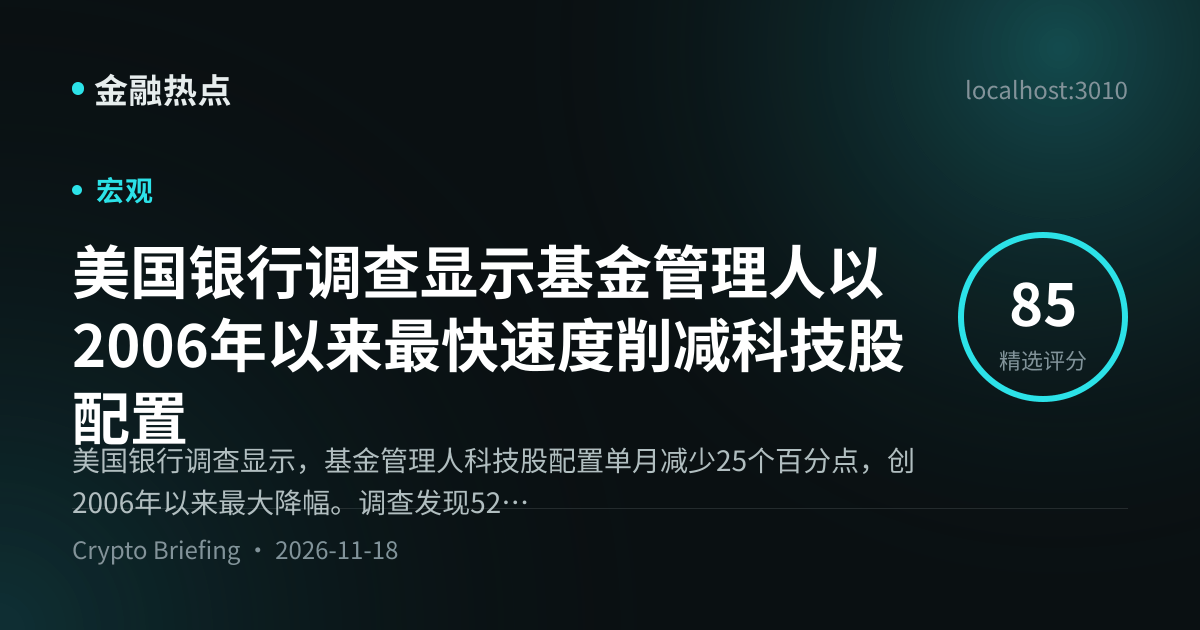 金融热点
localhost:3010
宏观
美国银行调查显示基金管理人以
2006年以来最快速度削减科技股
配置
85
精选评分
美国银行调查显示，基金管理人科技股配置单月减少25个百分点，创
2006年以来最大降幅。调查发现52…
Crypto Briefing · 2026-11-18